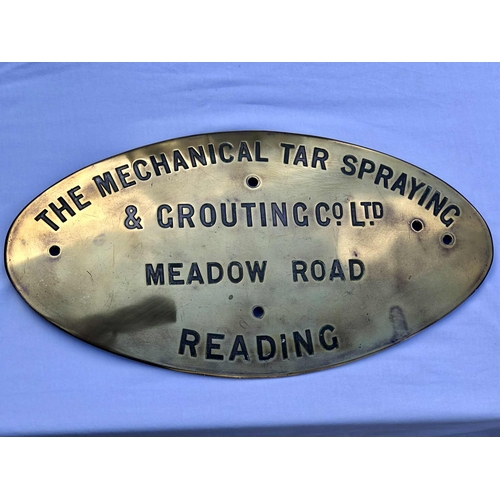 THE MECHANICAL TAR SPRAYING
& GROUTING Co. LTD
MEADOW ROAD
READING